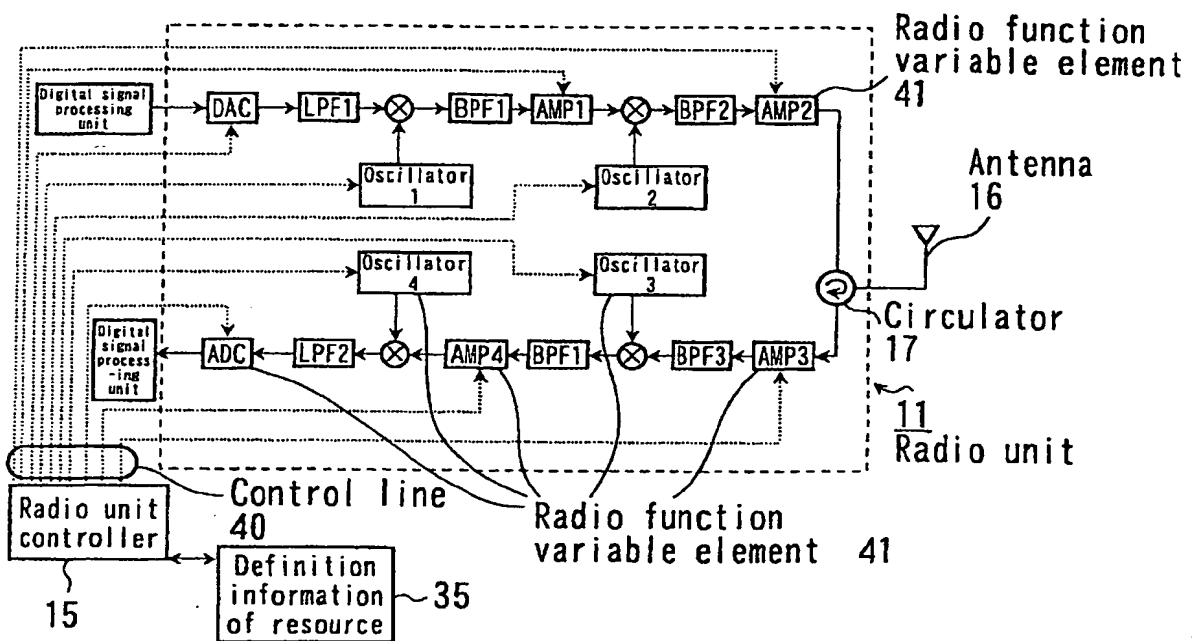 Radio function
variable element
41
Digital signal
processing
unit
DAC
LPF1
BPF1
AMP1
BPF2
AMP2
Oscillator
1
Oscillator
2
Antenna
16
Oscillator
4
Oscillator
3
Circulator
17
Digital
signal
process
-ing
unit
ADC
LPF2
AMP4
BPF1
BPF3
AMP3
11
Radio unit
Control line
40
Radio unit
controller
15
Radio function
variable element 41
Definition
information
of resource
35